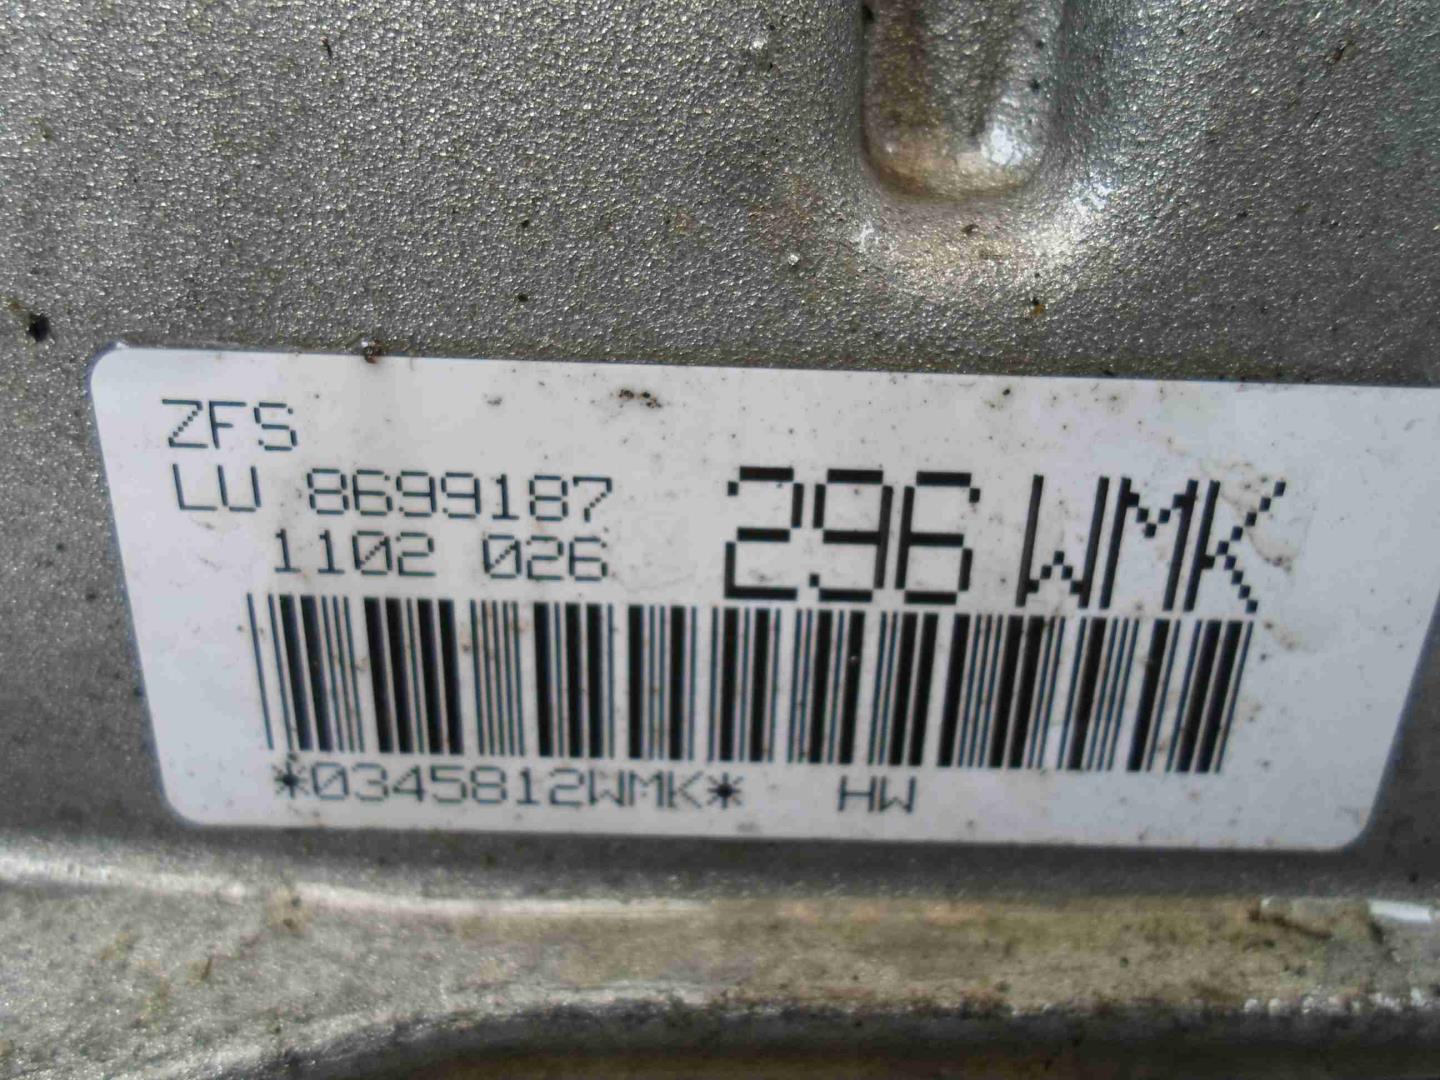 ZFS
LU 8699187
1102 026
296 WMK
*0345812WMK* HW